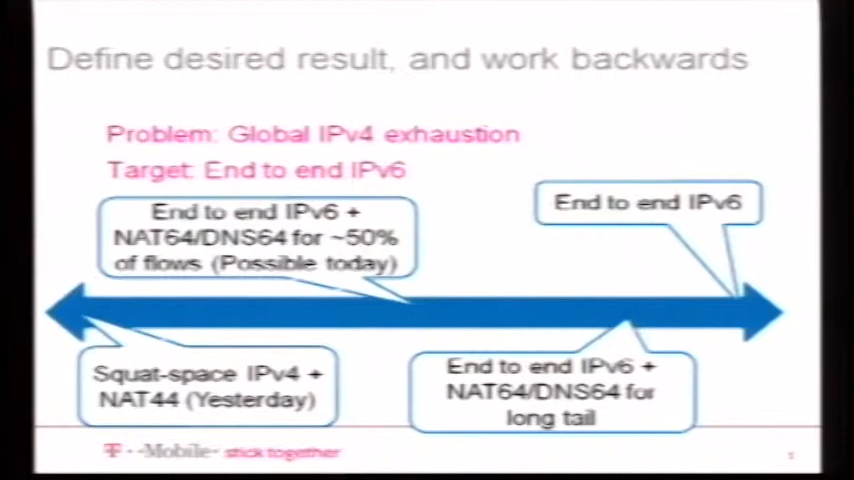 Define desired result, and work backwards
Problem: Global IPv4 exhaustion
Target: End to end IPv6
End to end IPv6 +
NAT64/DNS64 for ~50%
of flows (Possible today)
End to end IPv6
Squat-space IPv4 +
NAT44 (Yesterday)
End to end IPv6 +
NAT64/DNS64 for
long tail
T··Mobile· stick together